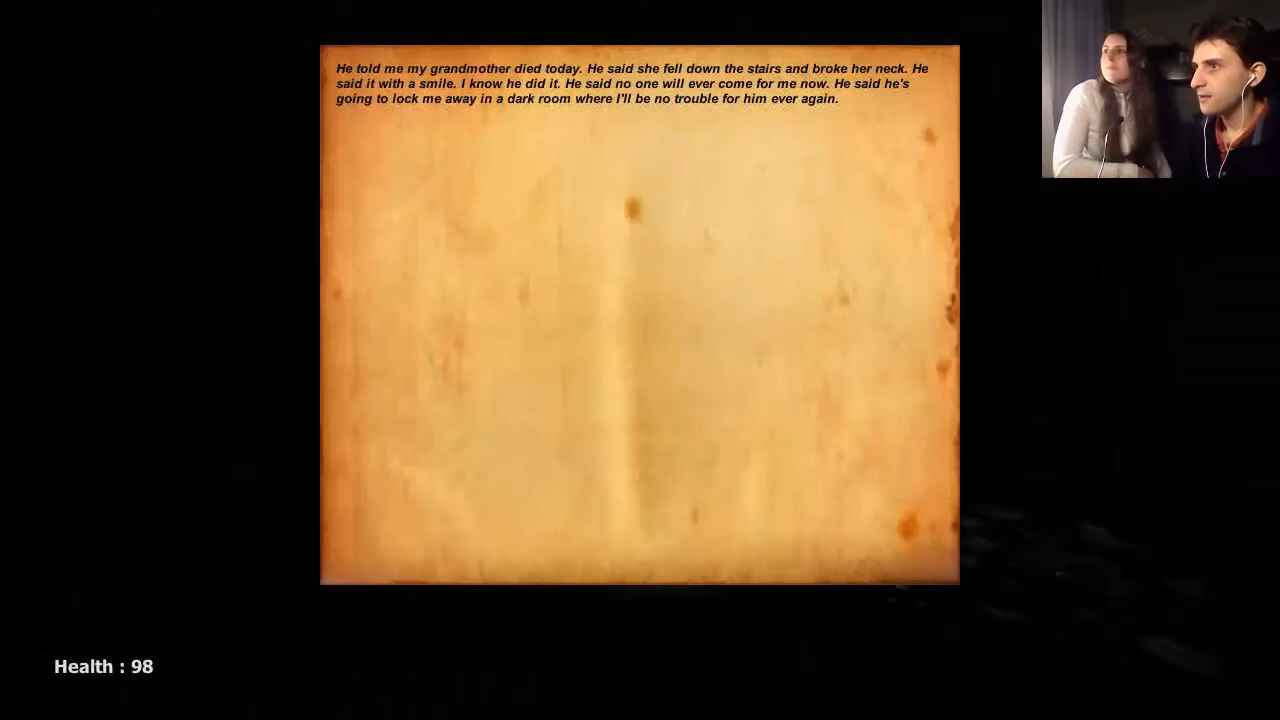 He told me my grandmother died today. He said she fell down the stairs and broke her neck. He
said it with a smile. I know he did it. He said no one will ever come for me now. He said he's
going to lock me away in a dark room where I'll be no trouble for him ever again.
Health : 98